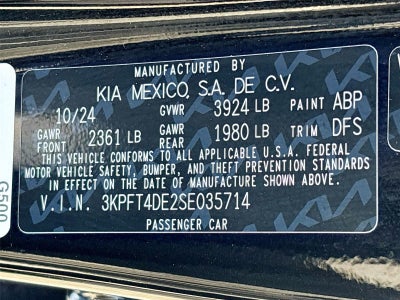 MANUFACTURED BY
KIA MEXICO, S.A. DE C.V.
10/24 GVWR 3924 LB PAINT ABP
GAWR FRONT 2361 LB GAWR REAR 1980 LB TRIM DFS
THIS VEHICLE CONFORMS TO ALL APPLICABLE U.S.A. FEDERAL
MOTOR VEHICLE SAFETY, BUMPER, AND THEFT PREVENTION STANDARDS
IN EFFECT ON THE DATE OF MANUFACTURE SHOWN ABOVE.
V.I.N. 3KPFT4DE2SE035714
PASSENGER CAR
G500